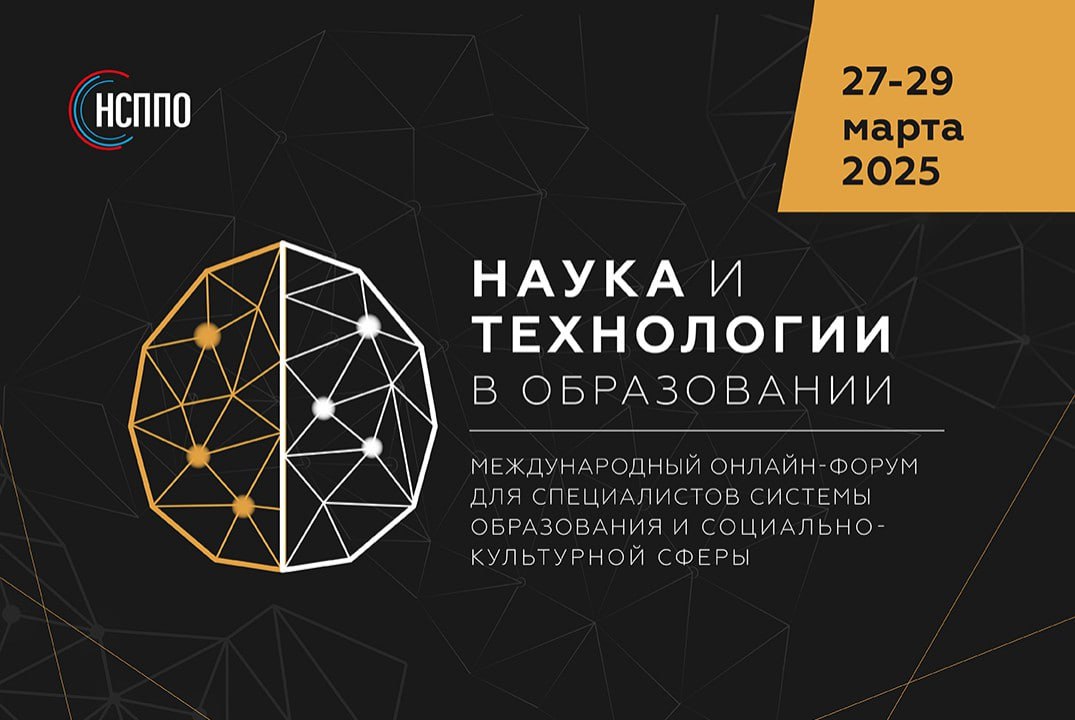 НСППО
27-29
марта
2025
НАУКА И
ТЕХНОЛОГИИ
В ОБРАЗОВАНИИ
МЕЖДУНАРОДНЫЙ ОНЛАЙН-ФОРУМ
ДЛЯ СПЕЦИАЛИСТОВ СИСТЕМЫ
ОБРАЗОВАНИЯ И СОЦИАЛЬНО-
КУЛЬТУРНОЙ СФЕРЫ